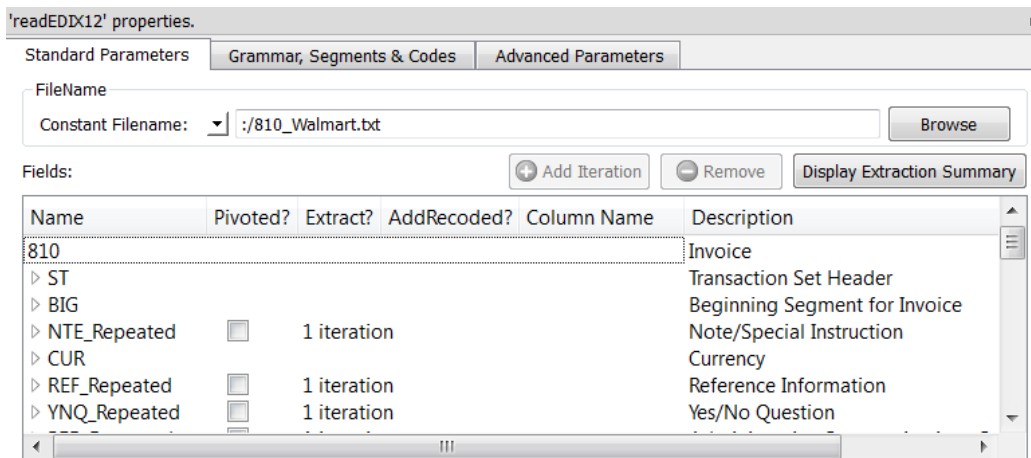 'readEDIX12' properties.
Standard Parameters Grammar, Segments & Codes Advanced Parameters
FileName
Constant Filename: :/810_Walmart.txt Browse
Fields: Add Iteration Remove Display Extraction Summary
Name Pivoted? Extract? AddRecoded? Column Name Description
810 Invoice
ST Transaction Set Header
BIG Beginning Segment for Invoice
NTE_Repeated 1 iteration Note/Special Instruction
CUR Currency
REF_Repeated 1 iteration Reference Information
YNQ_Repeated 1 iteration Yes/No Question